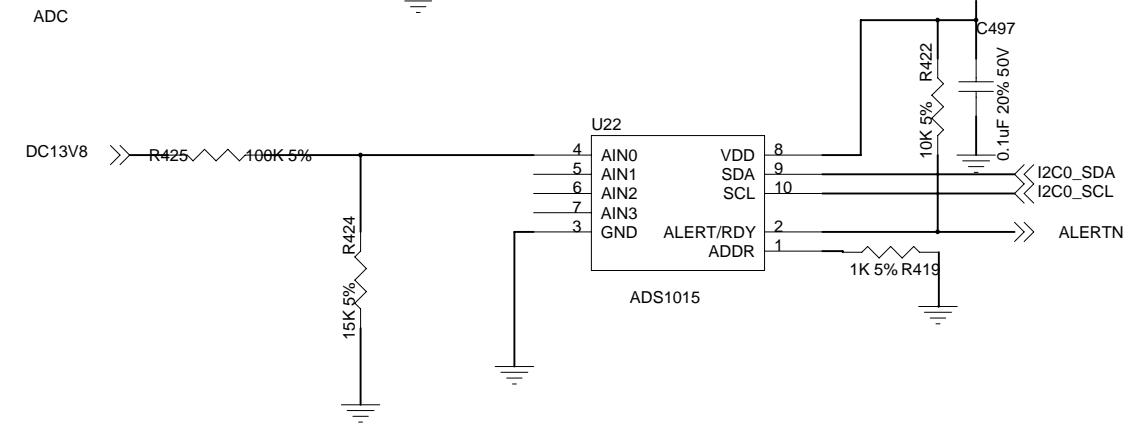 ADC
C497
R422
10K 5%
0.1uF 20% 50V
U22
DC13V8
R425
100K 5%
4 AIN0
VDD 8
5 AIN1
SDA 9
I2C0_SDA
6 AIN2
SCL 10
I2C0_SCL
7 AIN3
3 GND
ALERT/RDY 2
ALERTN
ADDR 1
R424
15K 5%
1K 5% R419
ADS1015